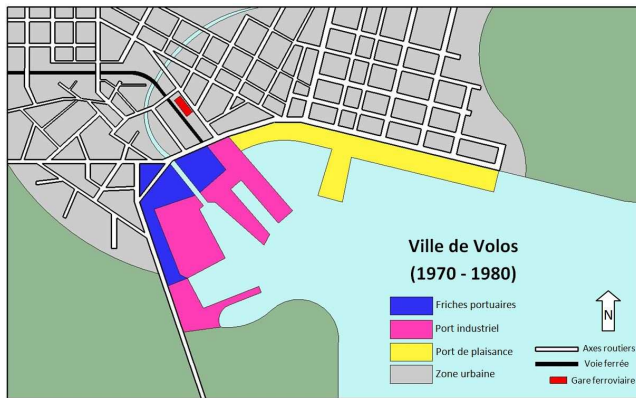 Ville de Volos
(1970 - 1980)
Friches portuaires
Port industriel
Port de plaisance
Zone urbaine
N
Axes routiers
Voie ferrée
Gare ferroviaire